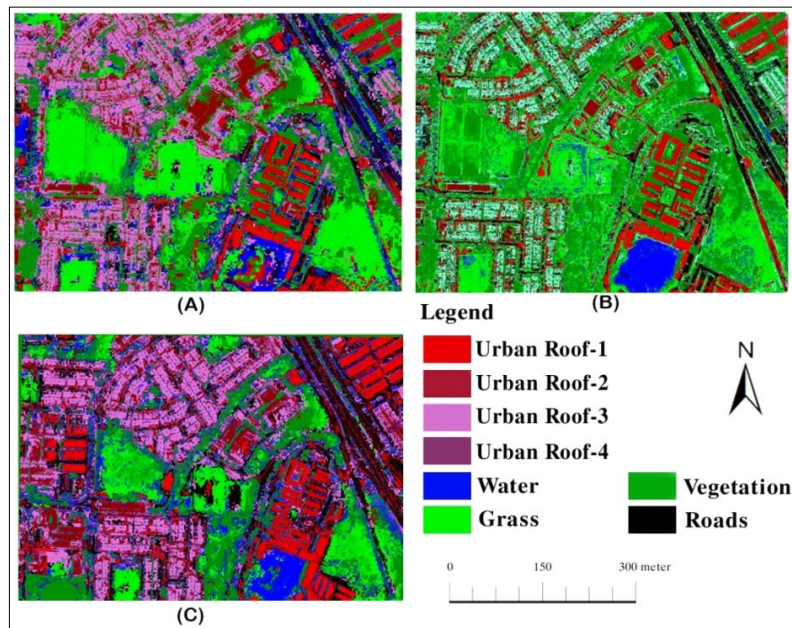 (A)
(B)
Legend
Urban Roof-1
Urban Roof-2
Urban Roof-3
Urban Roof-4
Water
Grass
Vegetation
Roads
N
0 150 300 meter
(C)